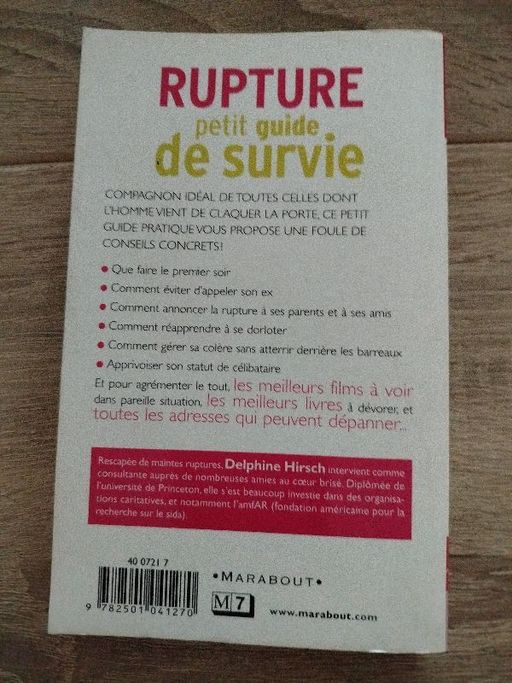 RUPTURE
petit guide
de survie
COMPAGNON IDÉAL DE TOUTES CELLES DONT
L'HOMME VIENT DE CLAQUER LA PORTE, CE PETIT
GUIDE PRATIQUE VOUS PROPOSE UNE FOULE DE
CONSEILS CONCRETS !
• Que faire le premier soir
• Comment éviter d'appeler son ex
• Comment annoncer la rupture à ses parents et à ses amis
• Comment réapprendre à se dorloter
• Comment gérer sa colère sans atterrir derrière les barreaux
• Apprivoiser son statut de célibataire
Et pour agrémenter le tout, les meilleurs films à voir
dans pareille situation, les meilleurs livres à dévorer, et
toutes les adresses qui peuvent dépanner...
Rescapée de maintes ruptures, Delphine Hirsch intervient comme
consultante auprès de nombreuses amies au cœur brisé. Diplômée de
l'université de Princeton, elle s'est beaucoup investie dans des organisa-
tions caritatives, et notamment l'amfAR (fondation américaine pour la
recherche sur le sida).
40 0721 7
9 782501 041270
• MARABOUT •
M 7
www.marabout.com